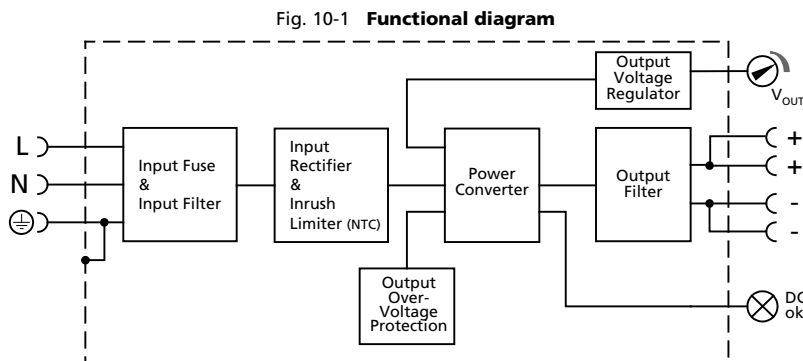 Fig. 10-1 Functional diagram
Output
Voltage
Regulator
V OUT
L
N
Input Fuse
&
Input Filter
Input
Rectifier
&
Inrush
Limiter (NTC)
Power
Converter
Output
Filter
+
+
-
-
Output
Over-
Voltage
Protection
DC
ok